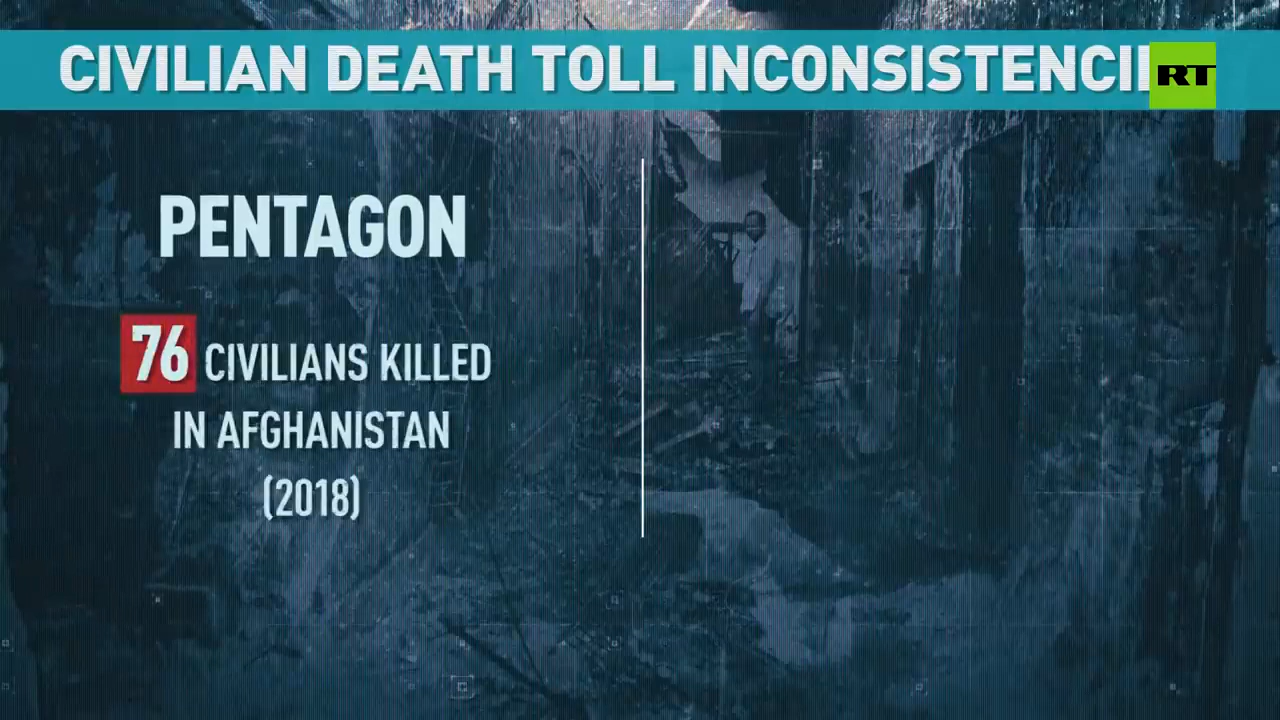 CIVILIAN DEATH TOLL INCONSISTENCI
RT
PENTAGON
76 CIVILIANS KILLED
IN AFGHANISTAN
(2018)